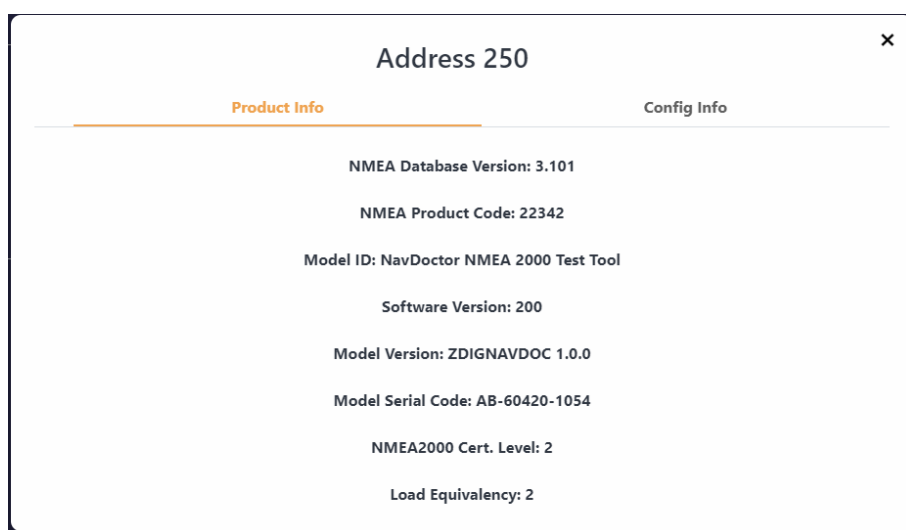 Address 250
Product Info
Config Info
NMEA Database Version: 3.101
NMEA Product Code: 22342
Model ID: NavDoctor NMEA 2000 Test Tool
Software Version: 200
Model Version: ZDIGNAVDOC 1.0.0
Model Serial Code: AB-60420-1054
NMEA2000 Cert. Level: 2
Load Equivalency: 2